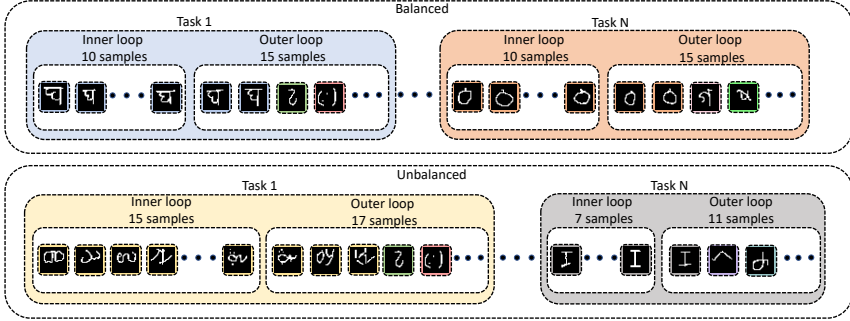 Balanced
Task 1
Task N
Inner loop
10 samples
Outer loop
15 samples
Inner loop
10 samples
Outer loop
15 samples
Unbalanced
Task 1
Task N
Inner loop
15 samples
Outer loop
17 samples
Inner loop
7 samples
Outer loop
11 samples